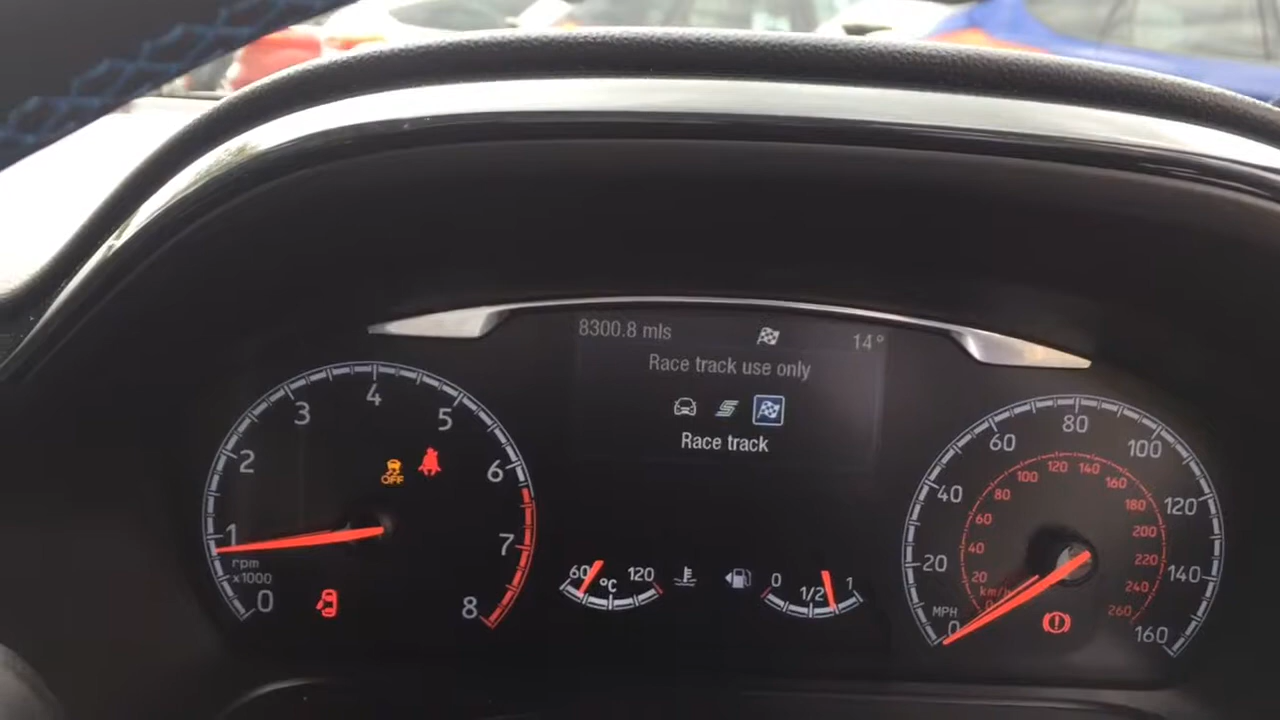 8300.8 mls 14°
Race track use only
S
Race track
0 1 2 3 4 5 6 7 8
rpm
x1000
OFF
60 °C 120
0 1/2 1
0 20 40 60 80 100 120 140 160
MPH
0 20 40 60 80 100 120 140 160 180 200 220 240 260
km/h